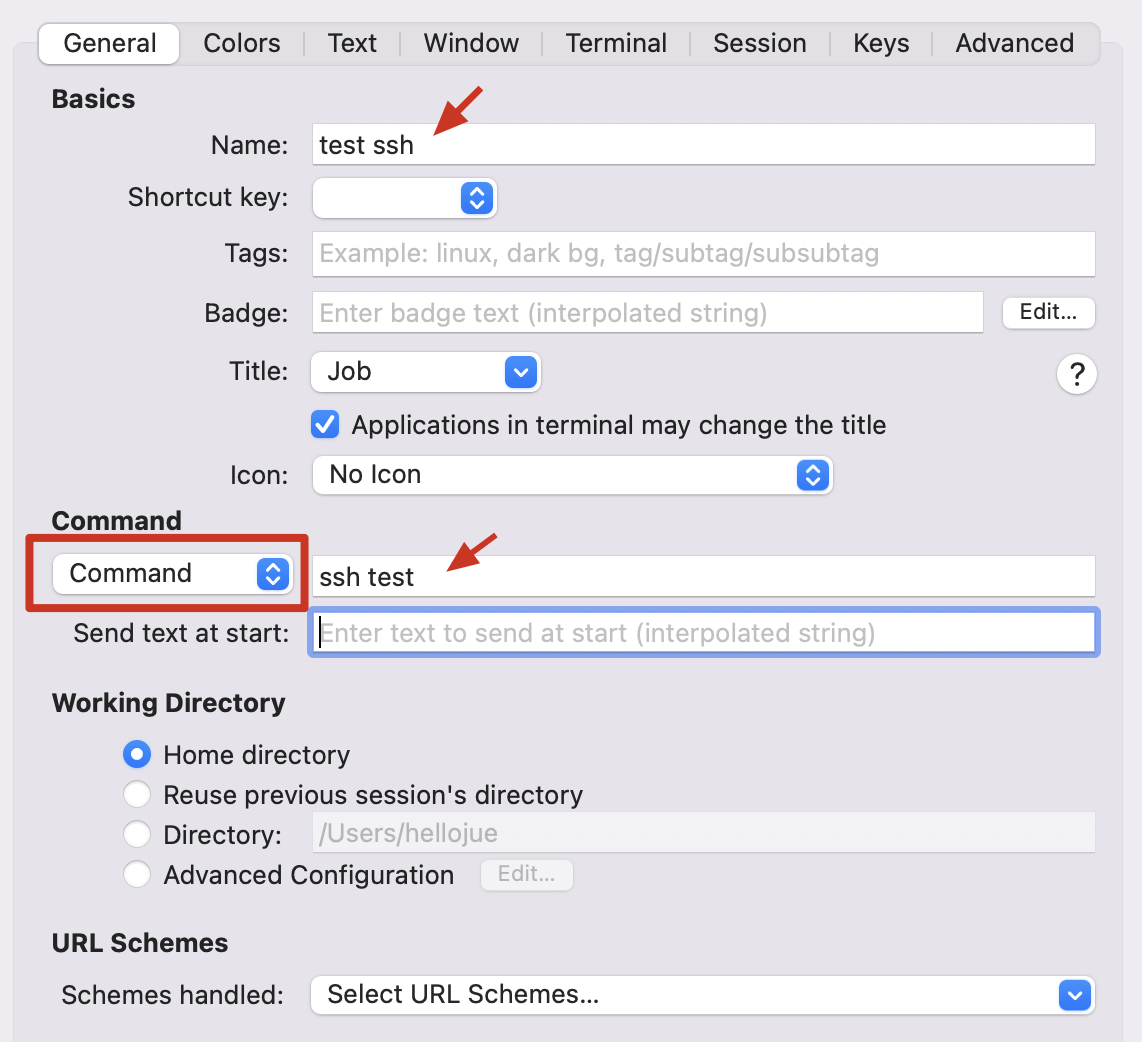 General Colors Text Window Terminal Session Keys Advanced
Basics
Name: test ssh
Shortcut key:
Tags: Example: linux, dark bg, tag/subtag/subsubtag
Badge: Enter badge text (interpolated string) Edit...
Title: Job ?
Applications in terminal may change the title
Icon: No Icon
Command
Command ssh test
Send text at start: Enter text to send at start (interpolated string)
Working Directory
Home directory
Reuse previous session's directory
Directory: /Users/hellojue
Advanced Configuration Edit...
URL Schemes
Schemes handled: Select URL Schemes...